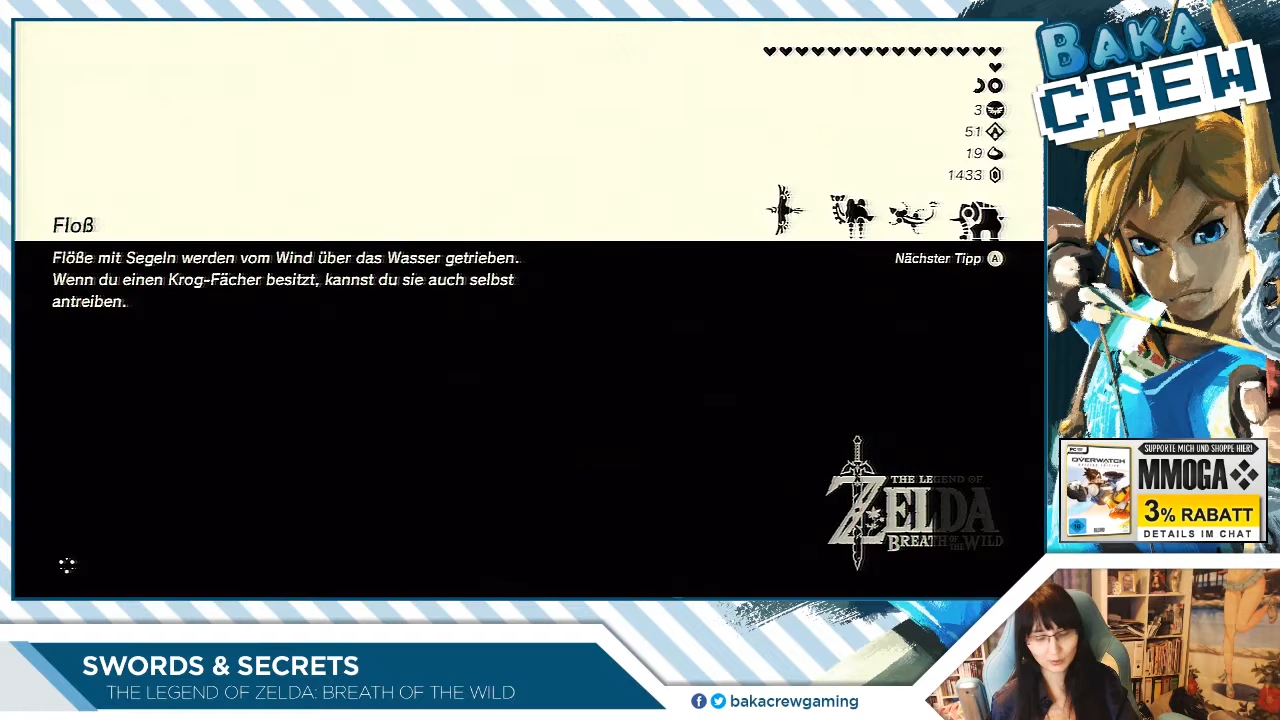 BAKA
CREW
3
51
19
1433
Floß
Flöße mit Segeln werden vom Wind über das Wasser getrieben.
Wenn du einen Krog-Fächer besitzt, kannst du sie auch selbst
antreiben.
Nächster Tipp A
THE LEGEND OF
ZELDA
BREATH OF THE WILD
SUPPORTE MICH UND SHOPPE HIER!
OVERWATCH
MMOGA
3% RABATT
DETAILS IM CHAT
SWORDS & SECRETS
THE LEGEND OF ZELDA: BREATH OF THE WILD
bakacrewgaming